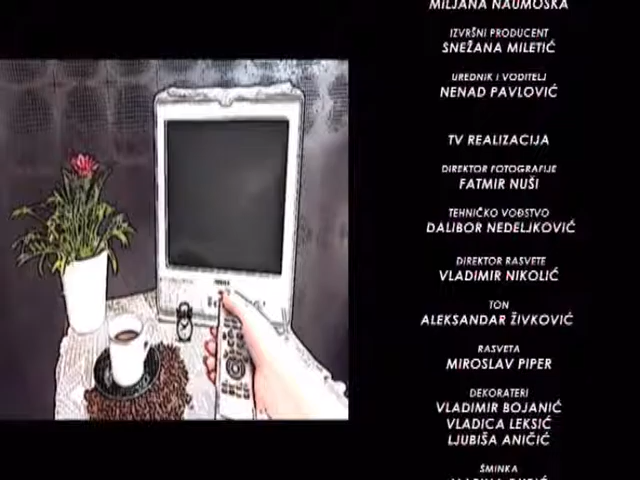 MILJANA NAUMOSKA
IZVRŠNI PRODUCENT
SNEŽANA MILETIĆ
UREDNIK I VODITELJ
NENAD PAVLOVIĆ
TV REALIZACIJA
DIREKTOR FOTOGRAFIJE
FATMIR NUŠI
TEHNIČKO VOĐSTVO
DALIBOR NEDELJKOVIĆ
DIREKTOR RASVETE
VLADIMIR NIKOLIĆ
TON
ALEKSANDAR ŽIVKOVIĆ
RASVETA
MIROSLAV PIPER
DEKORATERI
VLADIMIR BOJANIĆ
VLADICA LEKSIĆ
LJUBIŠA ANIČIĆ
ŠMINKA